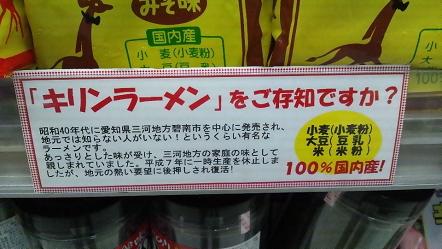 みそ味
国内産
小 麦(小麦粉)
大 豆(豆 乳)
「キリンラーメン」をご存知ですか？
昭和40年代に愛知県三河地方碧南市を中心に発売され、
地元では知らない人がいない！というくらい有名な
ラーメンです。
あっさりとした味が受け、三河地方の家庭の味として
親しまれていました。平成７年に一時生産を休止しま
したが、地元の熱い要望に後押しされ復活!
小麦(小麦粉)
大豆(豆乳)
米(米粉)
100％国内産!